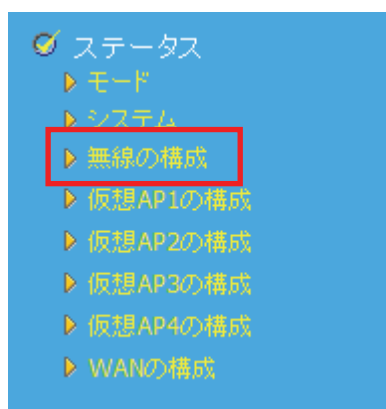 ステータス
モード
システム
無線の構成
仮想AP1の構成
仮想AP2の構成
仮想AP3の構成
仮想AP4の構成
WANの構成